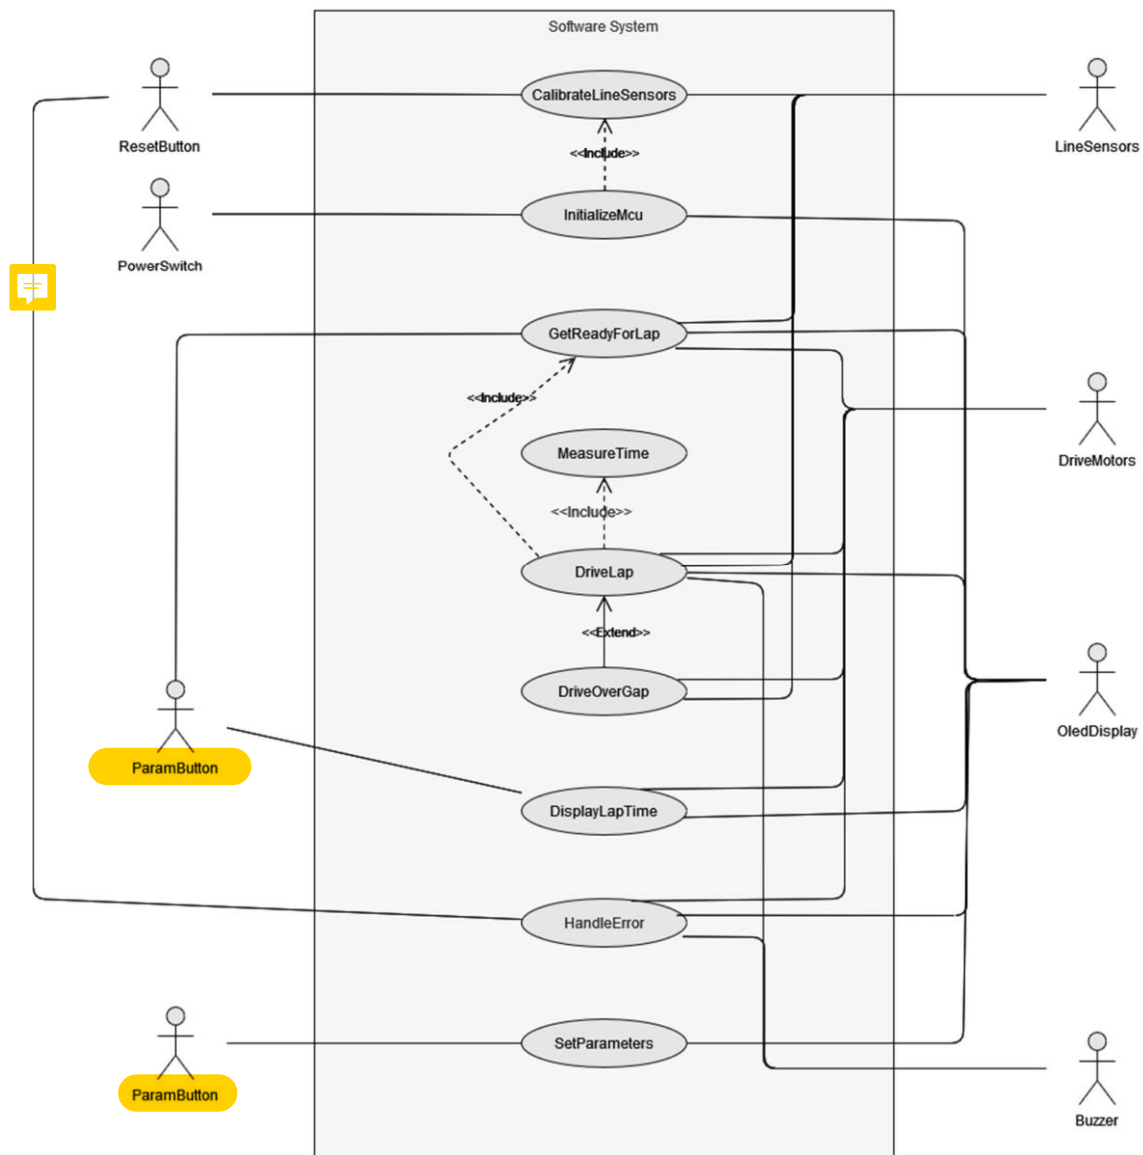 Software System
CalibrateLineSensors
ResetButton
LineSensors
<<Include>>
InitializeMcu
PowerSwitch
GetReadyForLap
<<Include>>
MeasureTime
DriveMotors
<<Include>>
DriveLap
<<Extend>>
DriveOverGap
OledDisplay
ParamButton
DisplayLapTime
HandleError
SetParameters
ParamButton
Buzzer